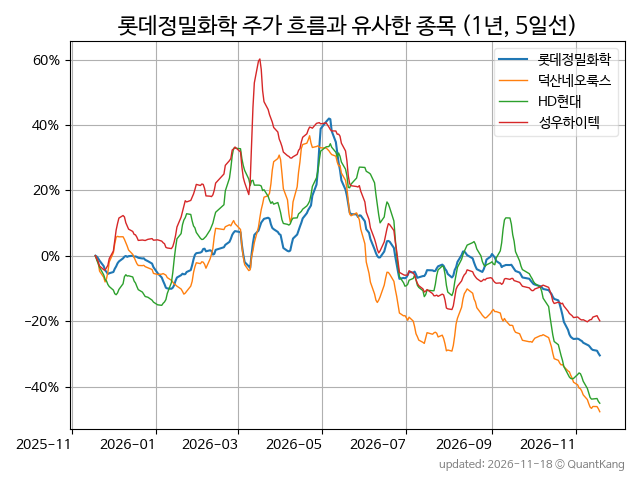 롯데정밀화학 주가 흐름과 유사한 종목 (1년, 5일선)
롯데정밀화학
덕산네오룩스
HD현대
성우하이텍
60%
40%
20%
0%
−20%
−40%
2025-11
2026-01
2026-03
2026-05
2026-07
2026-09
2026-11
updated: 2026-11-18 © QuantKang